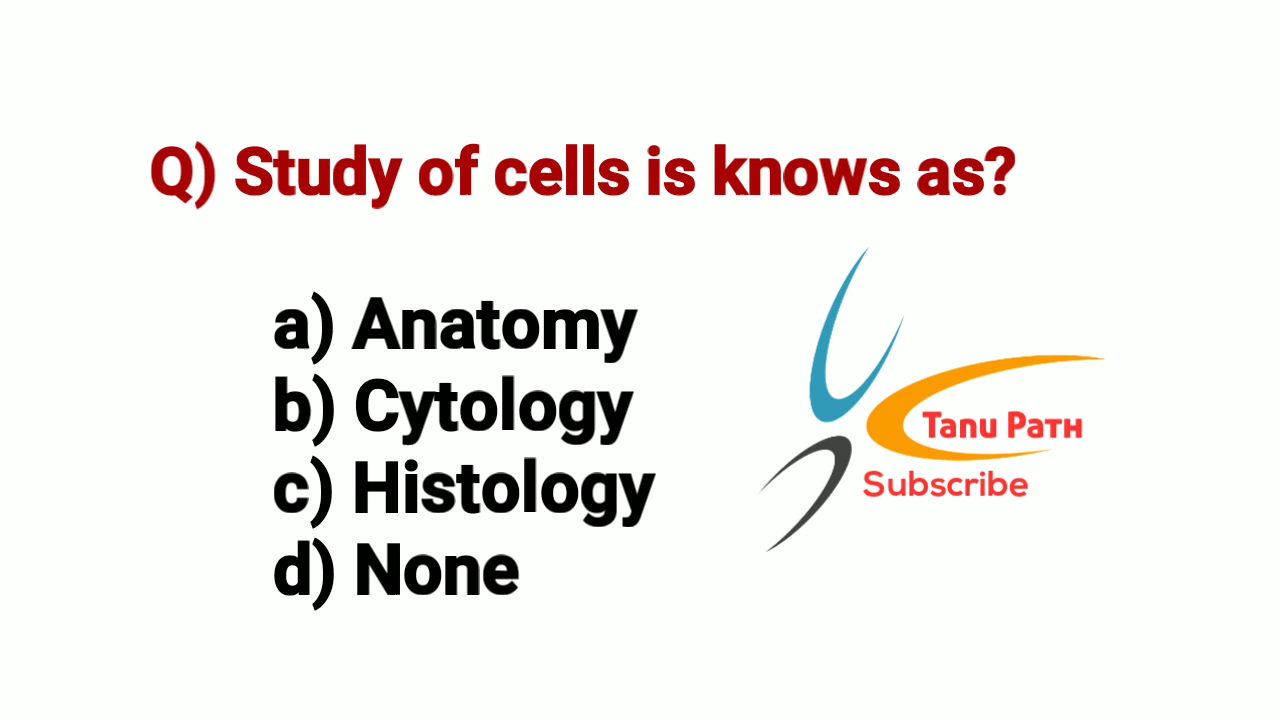 Q) Study of cells is knows as?
a) Anatomy
b) Cytology
c) Histology
d) None
Tanu Path
Subscribe